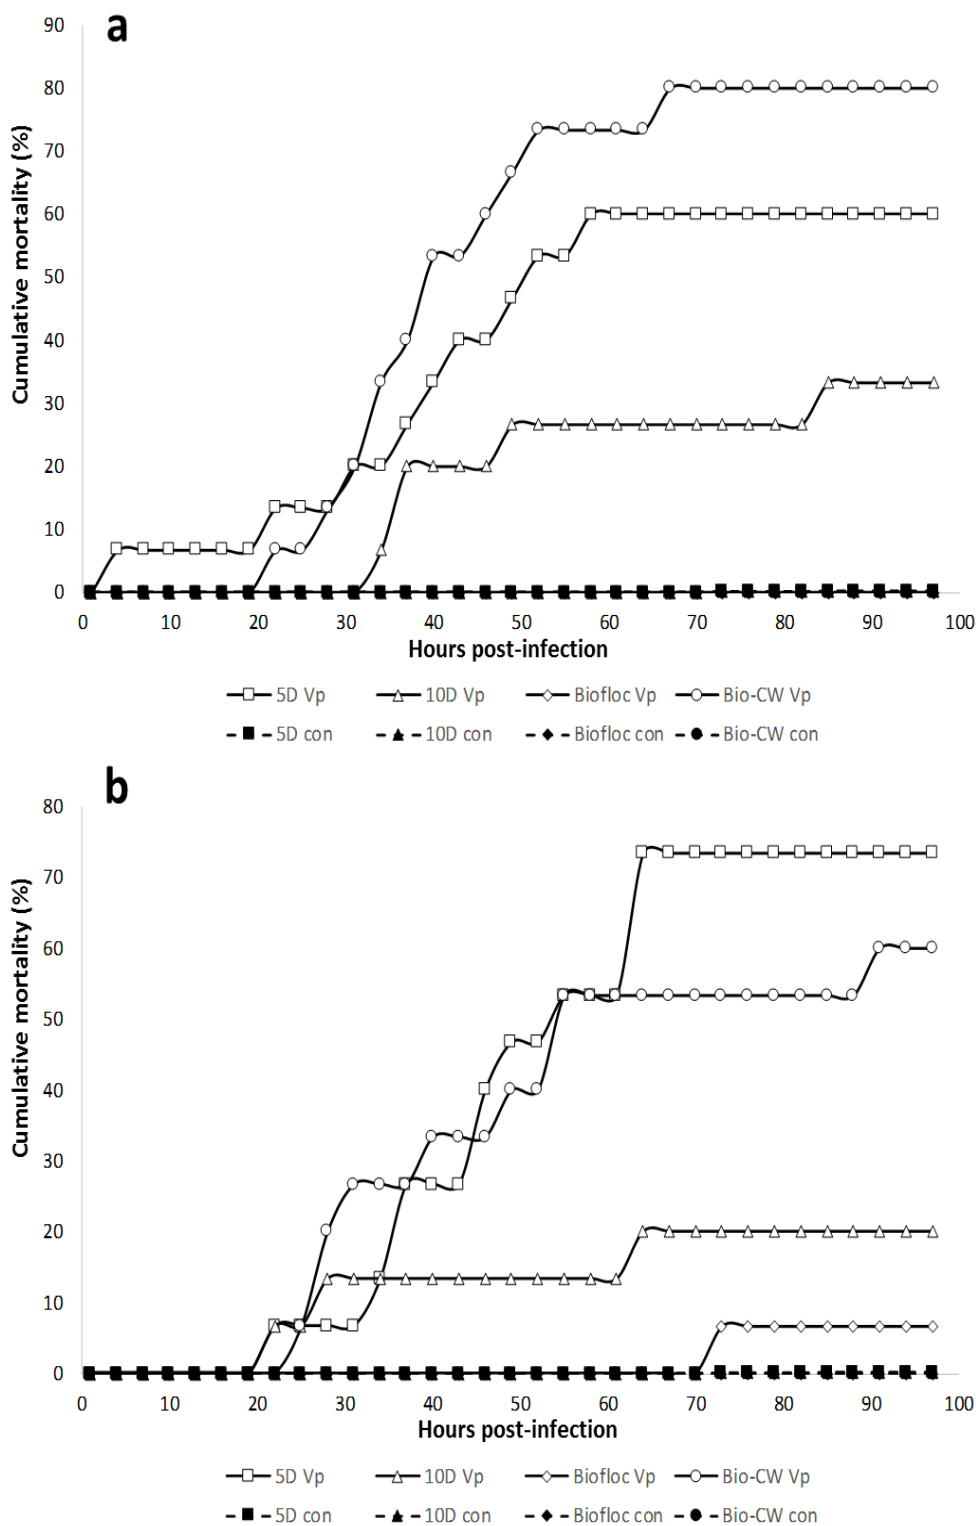 a
90
80
70
60
50
40
30
20
10
0
Cumulative mortality (%)
0 10 20 30 40 50 60 70 80 90 100
Hours post-infection
5D Vp 10D Vp Biofloc Vp Bio-CW Vp
5D con 10D con Biofloc con Bio-CW con
b
80
70
60
50
40
30
20
10
0
Cumulative mortality (%)
0 10 20 30 40 50 60 70 80 90 100
Hours post-infection
5D Vp 10D Vp Biofloc Vp Bio-CW Vp
5D con 10D con Biofloc con Bio-CW con